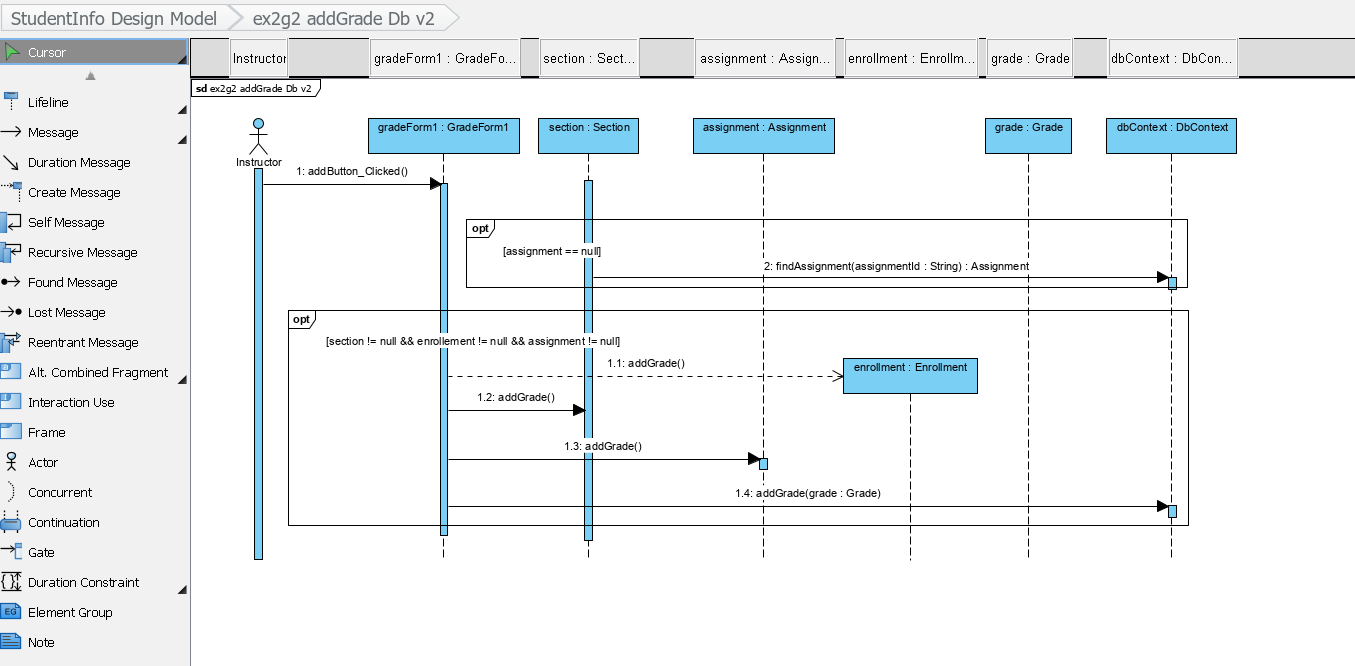 StudentInfo Design Model
ex2g2 addGrade Db v2
Cursor
Lifeline
Message
Duration Message
Create Message
Self Message
Recursive Message
Found Message
Lost Message
Reentrant Message
Alt. Combined Fragment
Interaction Use
Frame
Actor
Concurrent
Continuation
Gate
Duration Constraint
EG
Element Group
Note
Instructor
gradeForm1 : GradeFo...
section : Sect...
assignment : Assign...
enrollment : Enrollm...
grade : Grade
dbContext : DbCon...
sd ex2g2 addGrade Db v2
gradeForm1 : GradeForm1
section : Section
assignment : Assignment
grade : Grade
dbContext : DbContext
Instructor
1: addButton_Clicked()
opt
[assignment == null]
2: findAssignment(assignmentId : String) : Assignment
opt
[section != null && enrollement != null && assignment != null]
1.1: addGrade()
enrollment : Enrollment
1.2: addGrade()
1.3: addGrade()
1.4: addGrade(grade : Grade)